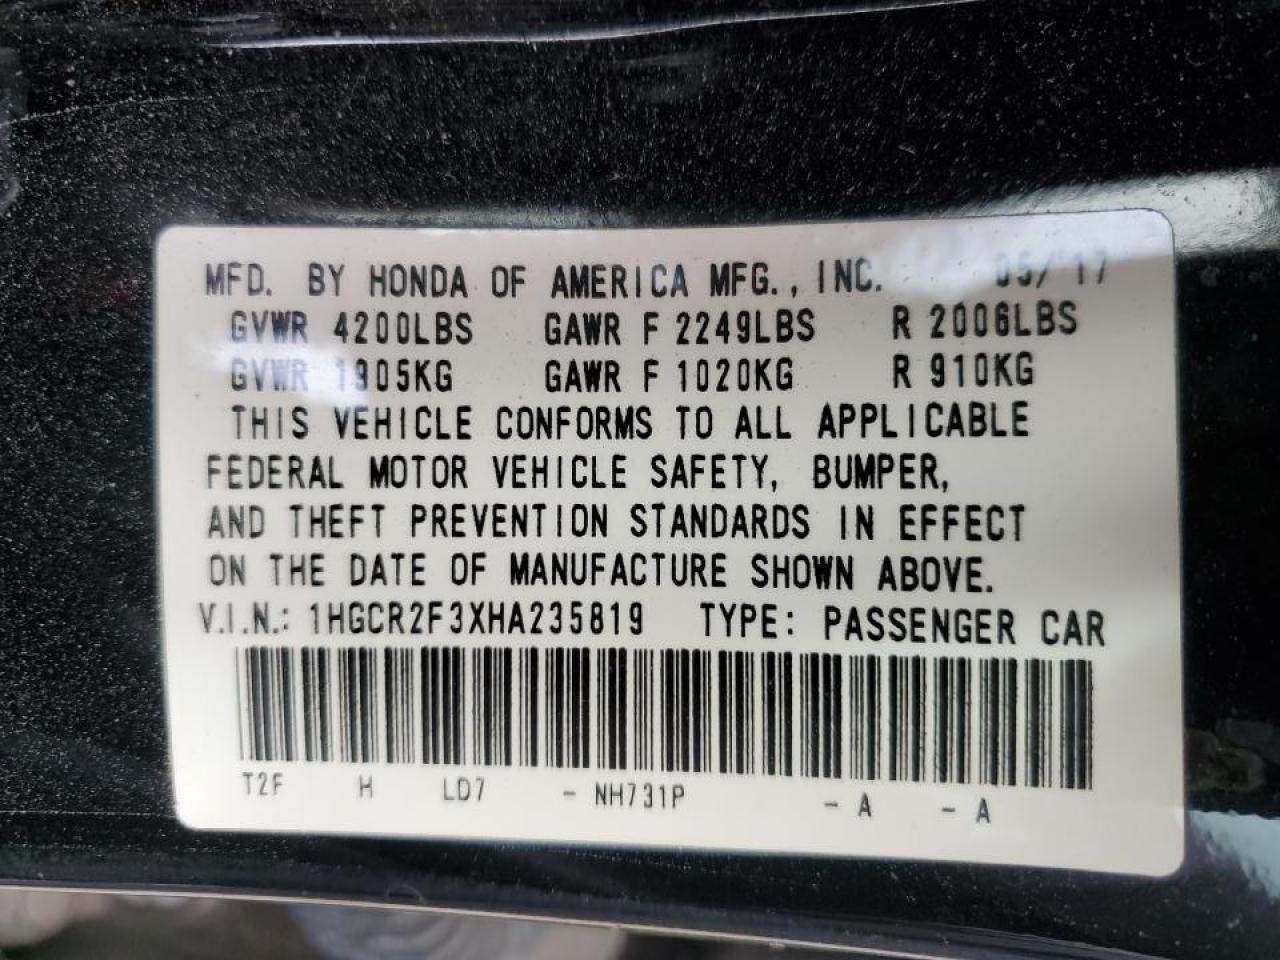 MFD. BY HONDA OF AMERICA MFG., INC. 05/'17
GVWR 4200LBS GAWR F 2249LBS R 2006LBS
GVWR 1905KG GAWR F 1020KG R 910KG
THIS VEHICLE CONFORMS TO ALL APPLICABLE
FEDERAL MOTOR VEHICLE SAFETY, BUMPER,
AND THEFT PREVENTION STANDARDS IN EFFECT
ON THE DATE OF MANUFACTURE SHOWN ABOVE.
V.I.N.: 1HGCR2F3XHA235819 TYPE: PASSENGER CAR
T2F H LD7 - NH731P - A - A